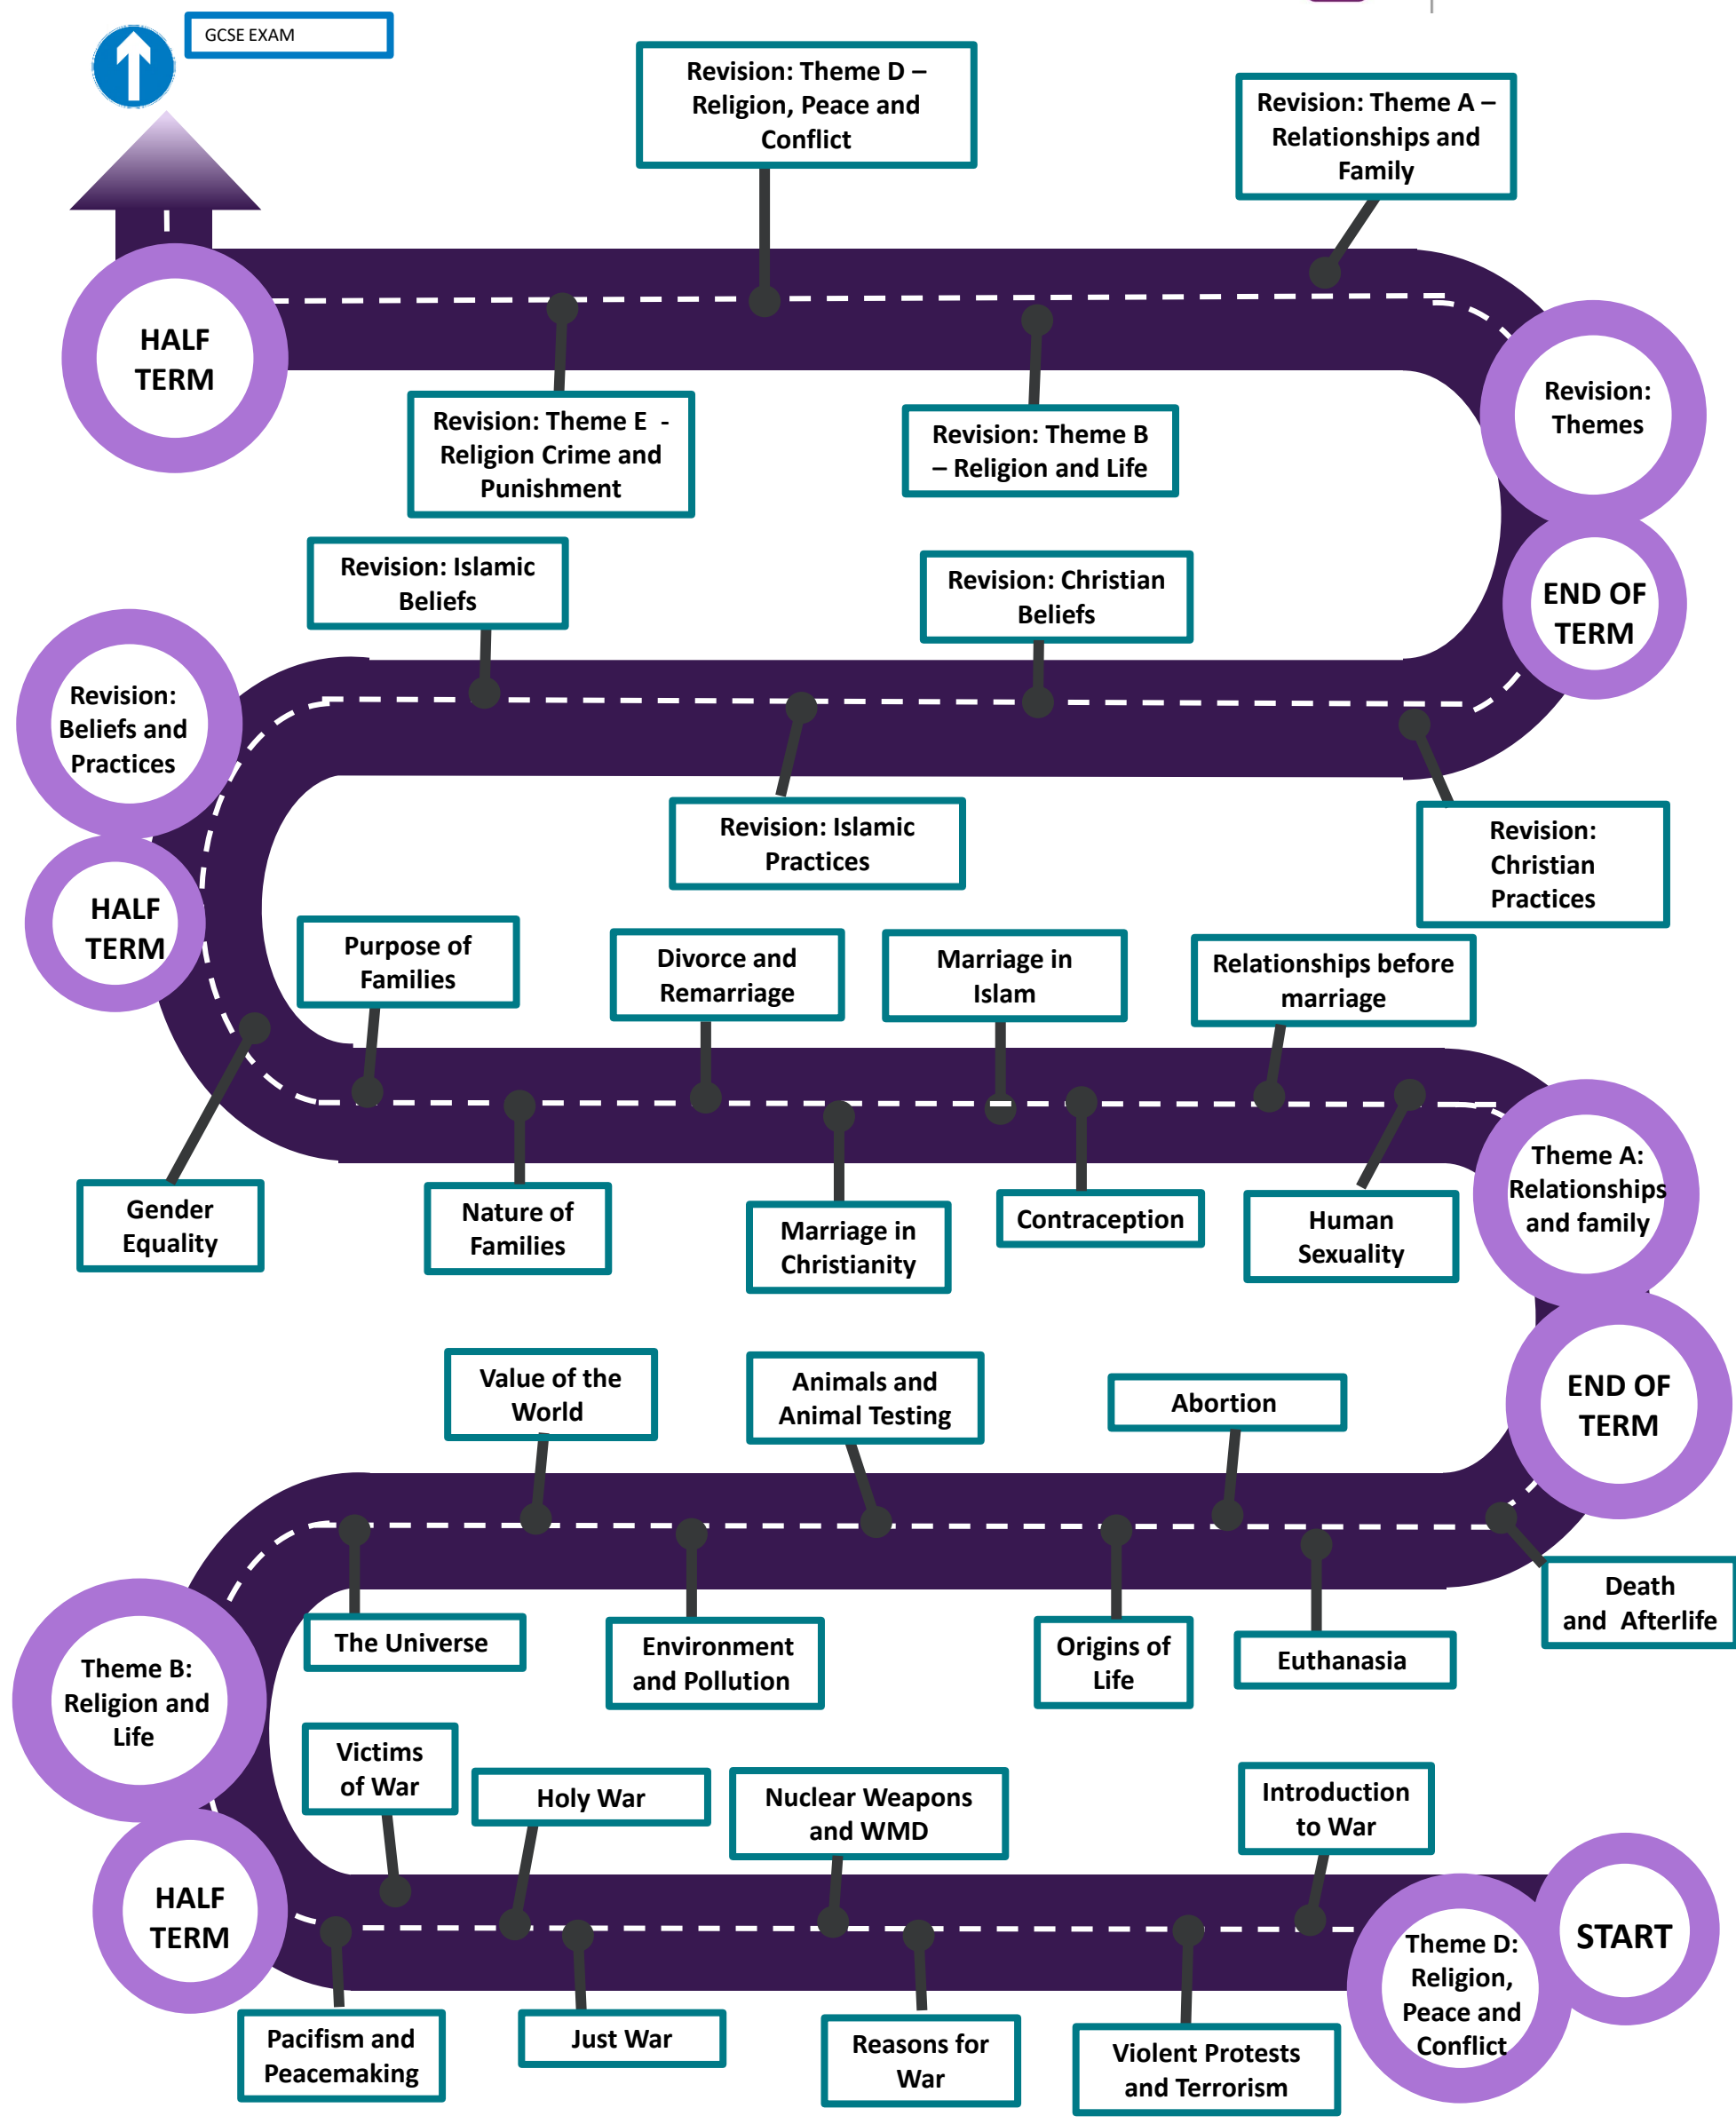 GCSE EXAM
Revision: Theme D –
Religion, Peace and
Conflict
Revision: Theme A –
Relationships and
Family
HALF
TERM
Revision:
Themes
Revision: Theme E -
Religion Crime and
Punishment
Revision: Theme B
– Religion and Life
Revision: Islamic
Beliefs
Revision: Christian
Beliefs
END OF
TERM
Revision:
Beliefs and
Practices
Revision: Islamic
Practices
Revision:
Christian
Practices
HALF
TERM
Purpose of
Families
Divorce and
Remarriage
Marriage in
Islam
Relationships before
marriage
Gender
Equality
Nature of
Families
Marriage in
Christianity
Contraception
Human
Sexuality
Theme A:
Relationships
and family
Value of the
World
Animals and
Animal Testing
Abortion
END OF
TERM
The Universe
Environment
and Pollution
Origins of
Life
Euthanasia
Death
and Afterlife
Theme B:
Religion and
Life
Victims
of War
Holy War
Nuclear Weapons
and WMD
Introduction
to War
HALF
TERM
START
Theme D:
Religion,
Peace and
Conflict
Pacifism and
Peacemaking
Just War
Reasons for
War
Violent Protests
and Terrorism